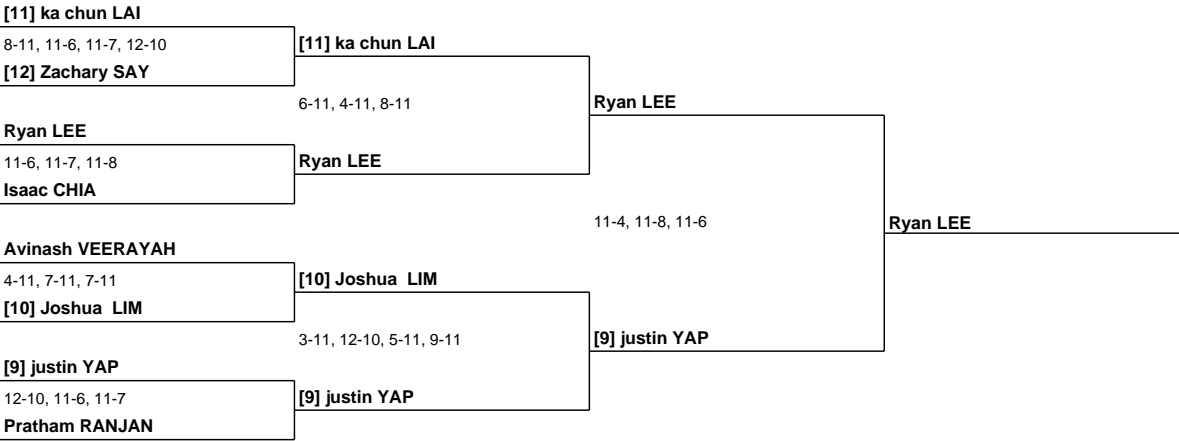 [11] ka chun LAI
8-11, 11-6, 11-7, 12-10
[12] Zachary SAY
[11] ka chun LAI
6-11, 4-11, 8-11
Ryan LEE
Ryan LEE
11-6, 11-7, 11-8
Isaac CHIA
Ryan LEE
11-4, 11-8, 11-6
Ryan LEE
Avinash VEERAYAH
4-11, 7-11, 7-11
[10] Joshua  LIM
[10] Joshua  LIM
3-11, 12-10, 5-11, 9-11
[9] justin YAP
[9] justin YAP
12-10, 11-6, 11-7
Pratham RANJAN
[9] justin YAP